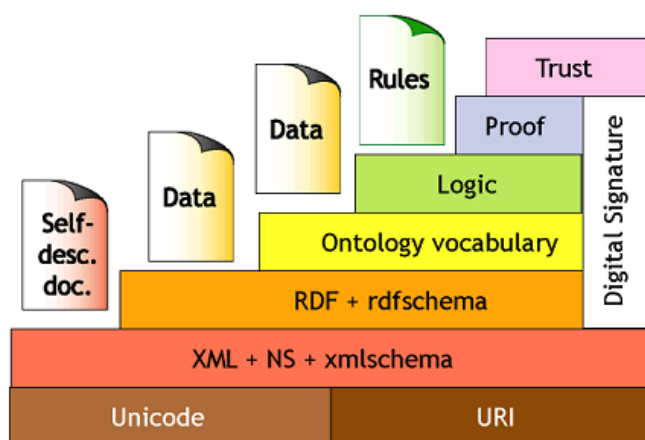 Rules
Trust
Data
Proof
Data
Logic
Self-
desc.
doc.
Ontology vocabulary
Digital Signature
RDF + rdfschema
XML + NS + xmlschema
Unicode
URI